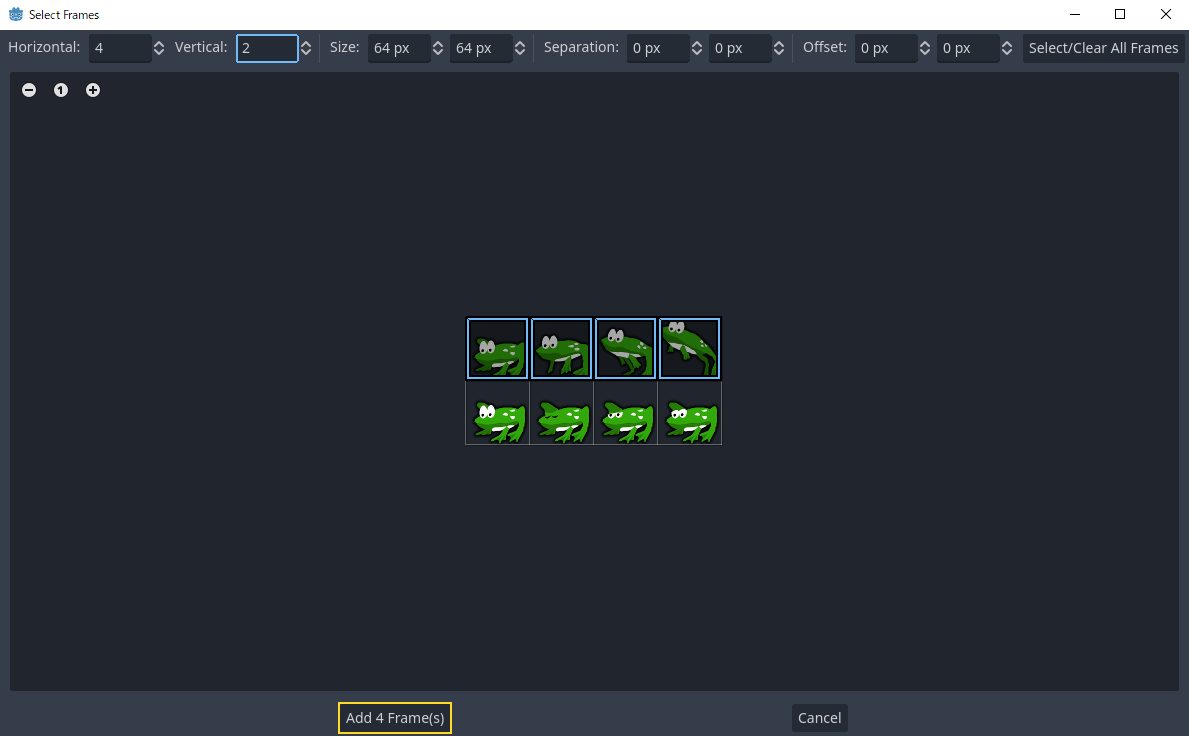 Select Frames
Horizontal: 4 Vertical: 2 Size: 64 px 64 px Separation: 0 px 0 px Offset: 0 px 0 px Select/Clear All Frames
1
Add 4 Frame(s) Cancel